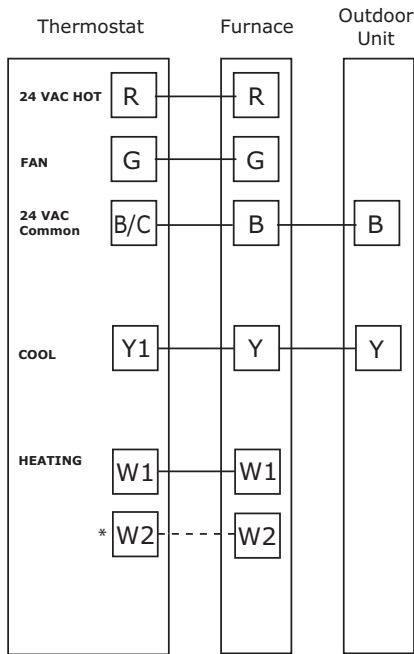 Thermostat Furnace Outdoor
Unit
24 VAC HOT R R
FAN G G
24 VAC
Common B/C B B
COOL Y1 Y Y
HEATING
W1 W1
* W2 W2